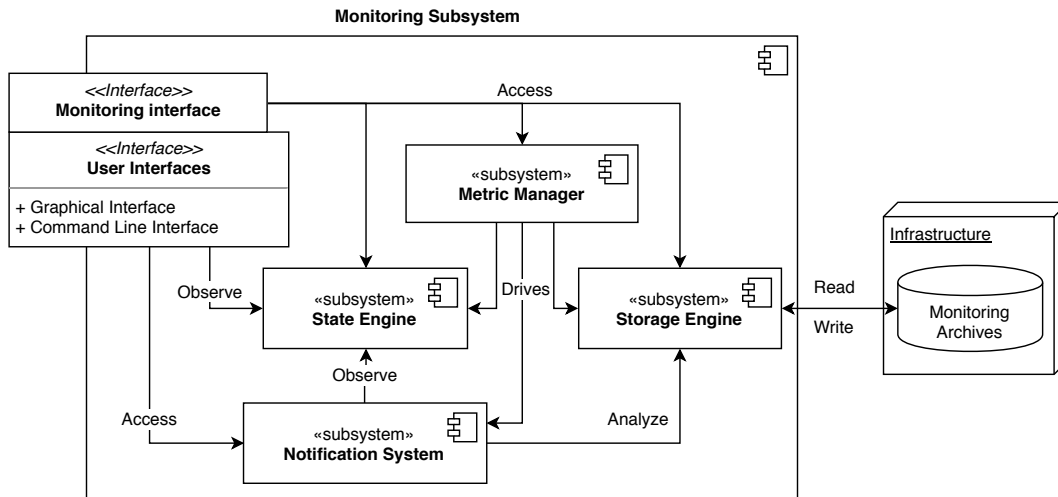 Monitoring Subsystem
<<Interface>>
Monitoring interface
Access
<<Interface>>
User Interfaces
+ Graphical Interface
+ Command Line Interface
«subsystem»
Metric Manager
Infrastructure
Observe
«subsystem»
State Engine
Drives
«subsystem»
Storage Engine
Read
Write
Monitoring
Archives
Observe
Access
«subsystem»
Notification System
Analyze